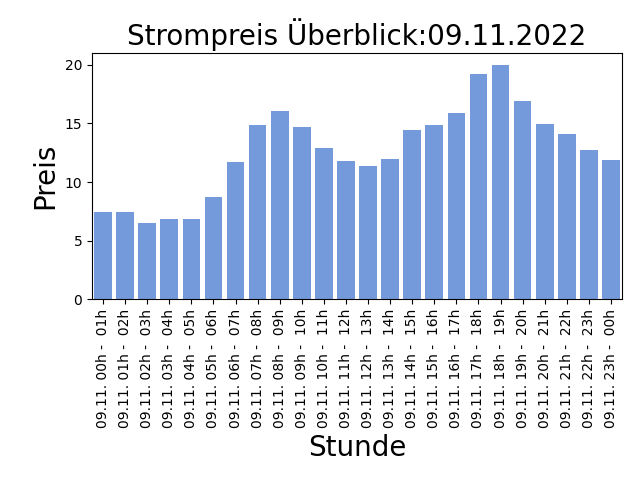 Strompreis Überblick:09.11.2022
Preis
20
15
10
5
0
09.11. 00h - 01h
09.11. 01h - 02h
09.11. 02h - 03h
09.11. 03h - 04h
09.11. 04h - 05h
09.11. 05h - 06h
09.11. 06h - 07h
09.11. 07h - 08h
09.11. 08h - 09h
09.11. 09h - 10h
09.11. 10h - 11h
09.11. 11h - 12h
09.11. 12h - 13h
09.11. 13h - 14h
09.11. 14h - 15h
09.11. 15h - 16h
09.11. 16h - 17h
09.11. 17h - 18h
09.11. 18h - 19h
09.11. 19h - 20h
09.11. 20h - 21h
09.11. 21h - 22h
09.11. 22h - 23h
09.11. 23h - 00h
Stunde